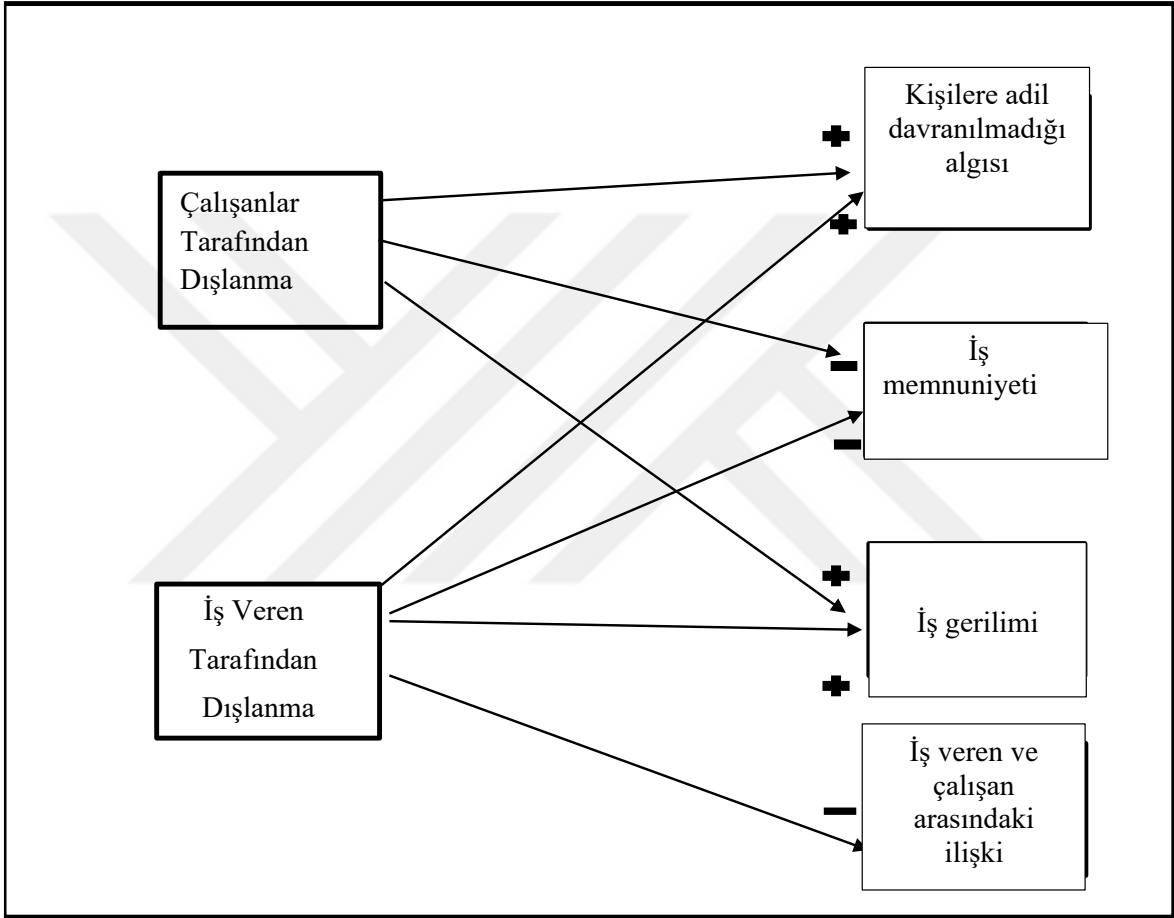 Kişilere adil
davranılmadığı
algısı
Çalışanlar
Tarafından
Dışlanma
İş
memnuniyeti
İş Veren
Tarafından
Dışlanma
İş gerilimi
İş veren ve
çalışan
arasındaki
ilişki